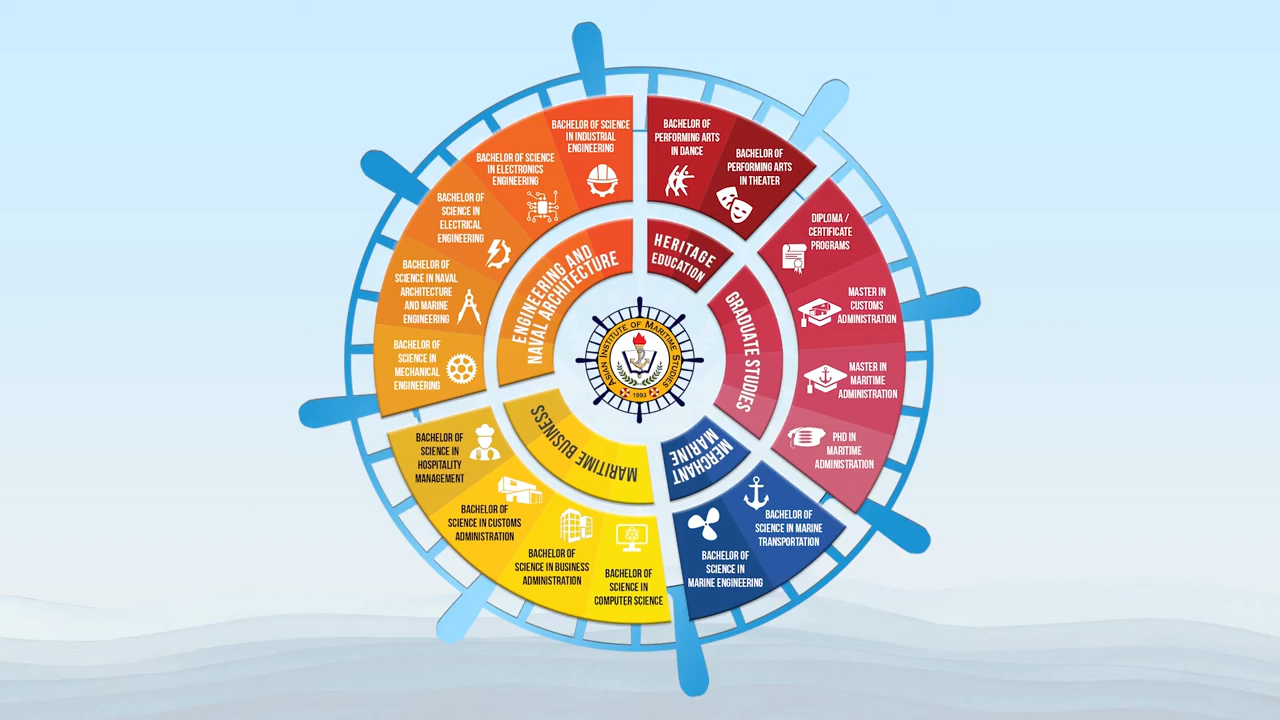 BACHELOR OF
PERFORMING ARTS
IN DANCE
BACHELOR OF
PERFORMING ARTS
IN THEATER
HERITAGE
EDUCATION
DIPLOMA /
CERTIFICATE
PROGRAMS
MASTER IN
CUSTOMS
ADMINISTRATION
MASTER IN
MARITIME
ADMINISTRATION
PHD IN
MARITIME
ADMINISTRATION
GRADUATE STUDIES
BACHELOR OF
SCIENCE IN MARINE
TRANSPORTATION
BACHELOR OF
SCIENCE IN
MARINE ENGINEERING
MERCHANT
MARINE
BACHELOR OF
SCIENCE IN
COMPUTER SCIENCE
BACHELOR OF
SCIENCE IN BUSINESS
ADMINISTRATION
BACHELOR OF
SCIENCE IN CUSTOMS
ADMINISTRATION
BACHELOR OF
SCIENCE IN
HOSPITALITY
MANAGEMENT
MARITIME BUSINESS
BACHELOR OF
SCIENCE IN
MECHANICAL
ENGINEERING
BACHELOR OF
SCIENCE IN NAVAL
ARCHITECTURE
AND MARINE
ENGINEERING
BACHELOR OF
SCIENCE IN
ELECTRICAL
ENGINEERING
BACHELOR OF SCIENCE
IN ELECTRONICS
ENGINEERING
BACHELOR OF SCIENCE
IN INDUSTRIAL
ENGINEERING
ENGINEERING AND
NAVAL ARCHITECTURE
ASIAN INSTITUTE OF MARITIME STUDIES
1993